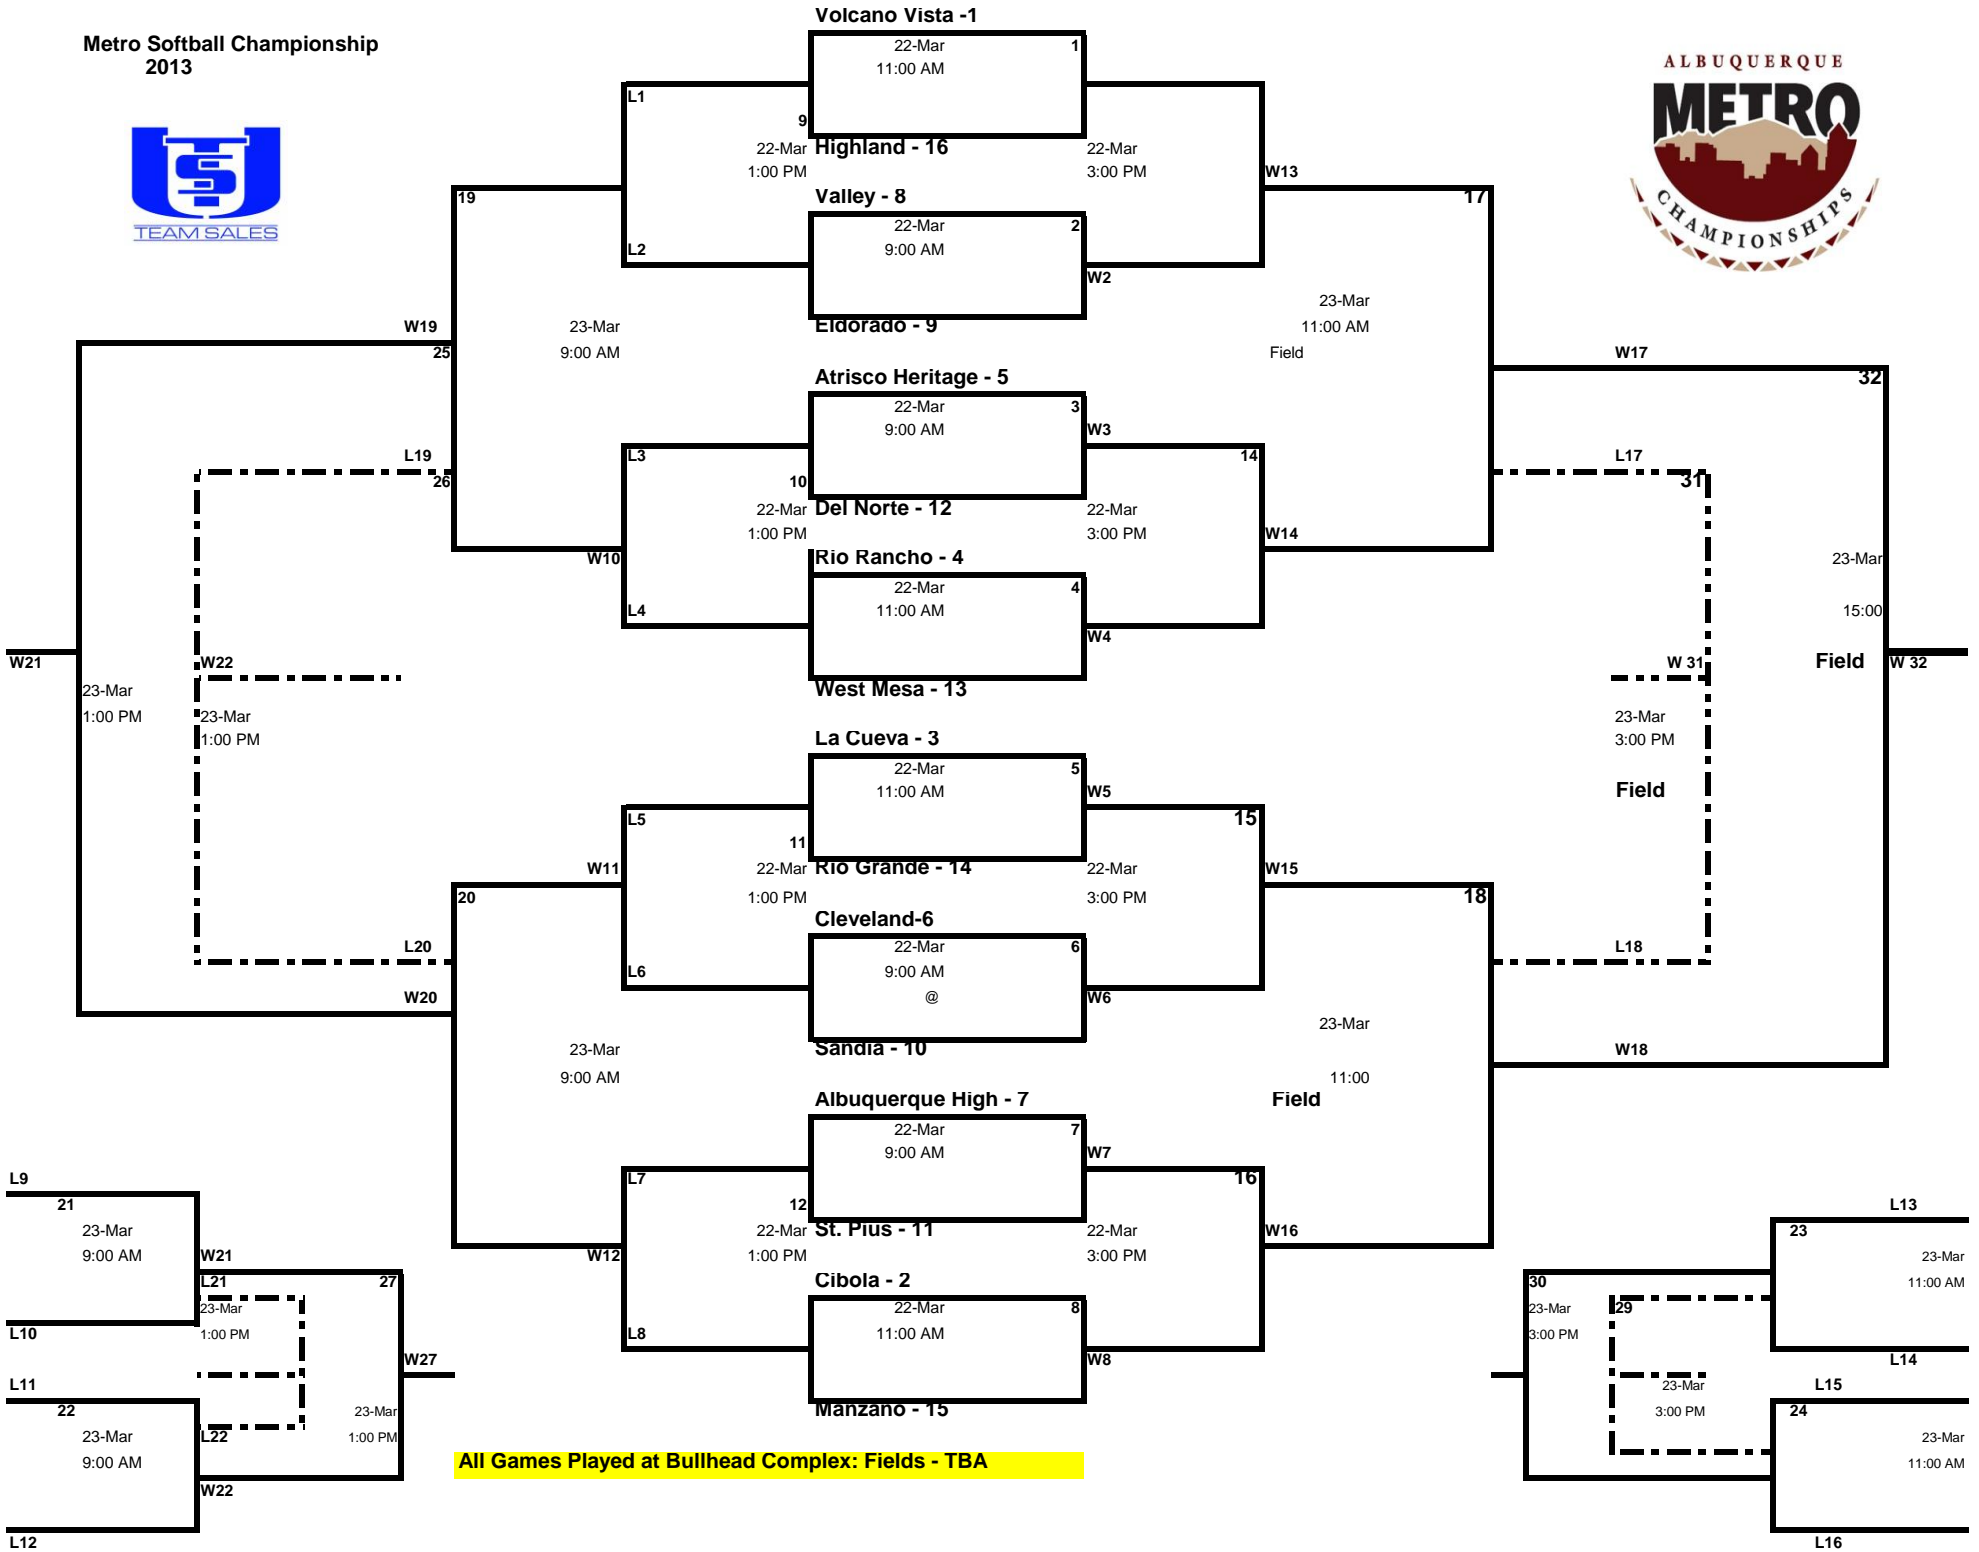 Metro Softball Championship
2013
TEAM SALES
ALBUQUERQUE
METRO
CHAMPIONSHIPS
Volcano Vista -1
22-Mar 1
11:00 AM
L1
9
22-Mar Highland - 16 22-Mar
1:00 PM 3:00 PM W13
19 17
Valley - 8
22-Mar 2
9:00 AM
L2
W2
23-Mar
W19 23-Mar Eldorado - 9 11:00 AM
25 9:00 AM Field W17
32
Atrisco Heritage - 5
22-Mar 3
9:00 AM W3
L19 L3 14 L17
26 10 31
22-Mar Del Norte - 12 22-Mar
1:00 PM 3:00 PM W14
W10 Rio Rancho - 4 23-Mar
22-Mar 4
L4 11:00 AM 15:00
W4
W21 W22 W 31 Field W 32
23-Mar West Mesa - 13
1:00 PM 23-Mar 23-Mar
1:00 PM 3:00 PM
La Cueva - 3
22-Mar 5
11:00 AM W5 Field
L5 15
11
W11 22-Mar Rio Grande - 14 22-Mar W15
20 1:00 PM 3:00 PM 18
Cleveland-6
L20 22-Mar 6 L18
L6 9:00 AM
W20 @ W6
23-Mar
23-Mar Sandia - 10 W18
9:00 AM 11:00
Albuquerque High - 7 Field
22-Mar 7
9:00 AM W7
L9 L7 16
21 12 L13
23-Mar 22-Mar St. Pius - 11 22-Mar W16 23
9:00 AM W21 W12 1:00 PM 3:00 PM 23-Mar
L21 27 Cibola - 2 30 11:00 AM
23-Mar 22-Mar 8 23-Mar 29
L10 1:00 PM L8 11:00 AM 3:00 PM
W27 W8 L14
L11 23-Mar L15
22 23-Mar Manzano - 15 3:00 PM 24
23-Mar L22 1:00 PM 23-Mar
9:00 AM All Games Played at Bullhead Complex: Fields - TBA 11:00 AM
W22
L12 L16